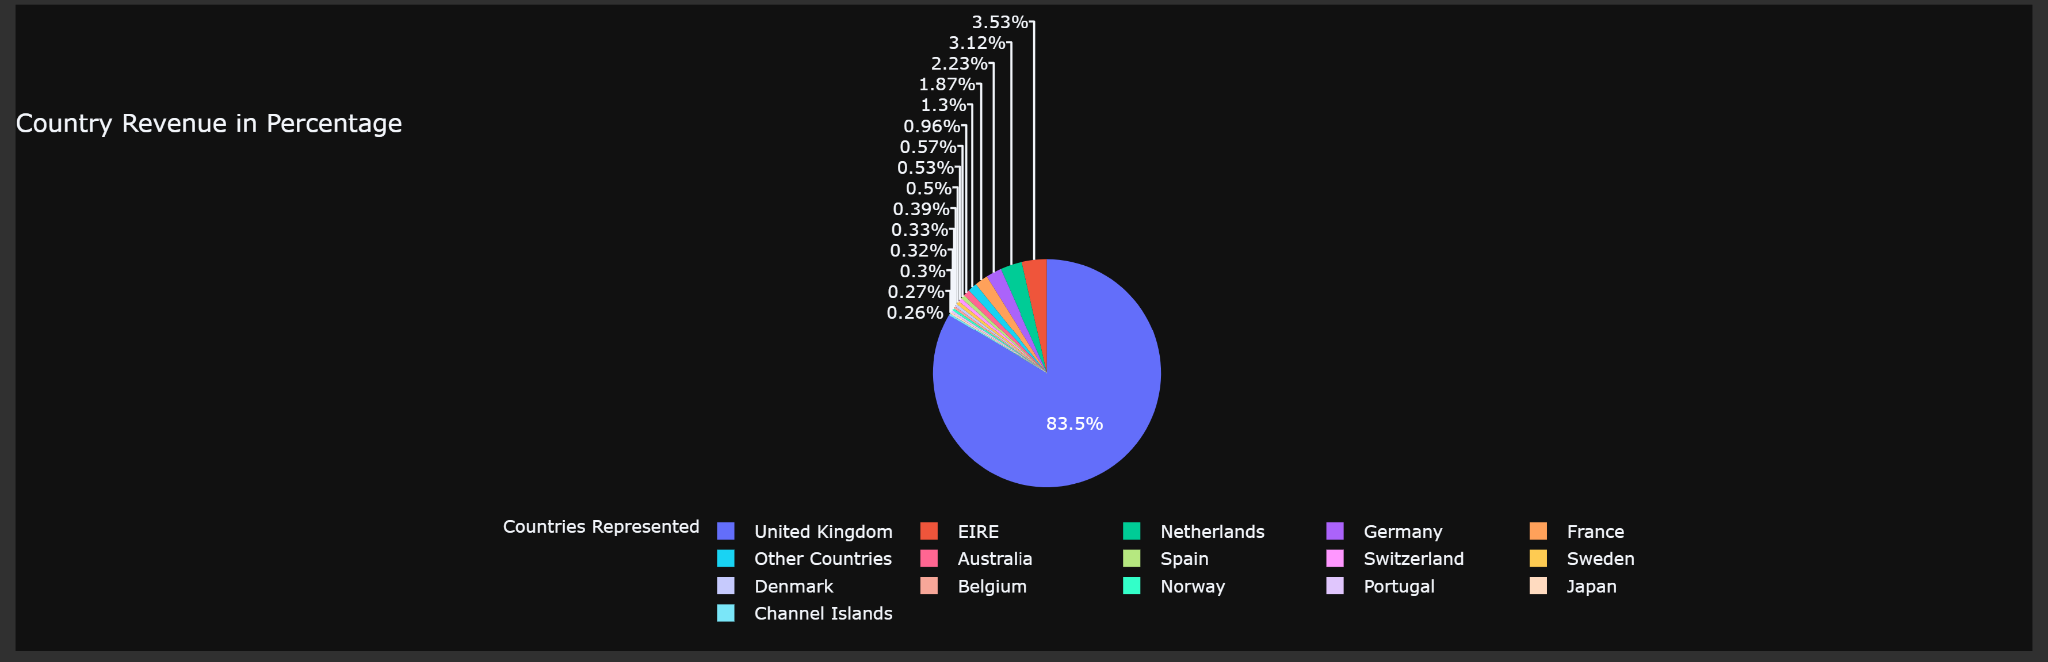 3.53%
3.12%
2.23%
1.87%
1.3%
0.96%
Country Revenue in Percentage
0.57%
0.53%
0.5%
0.39%
0.33%
0.32%
0.3%
0.27%
0.26%
83.5%
Countries Represented
United Kingdom EIRE Netherlands Germany France
Other Countries Australia Spain Switzerland Sweden
Denmark Belgium Norway Portugal Japan
Channel Islands